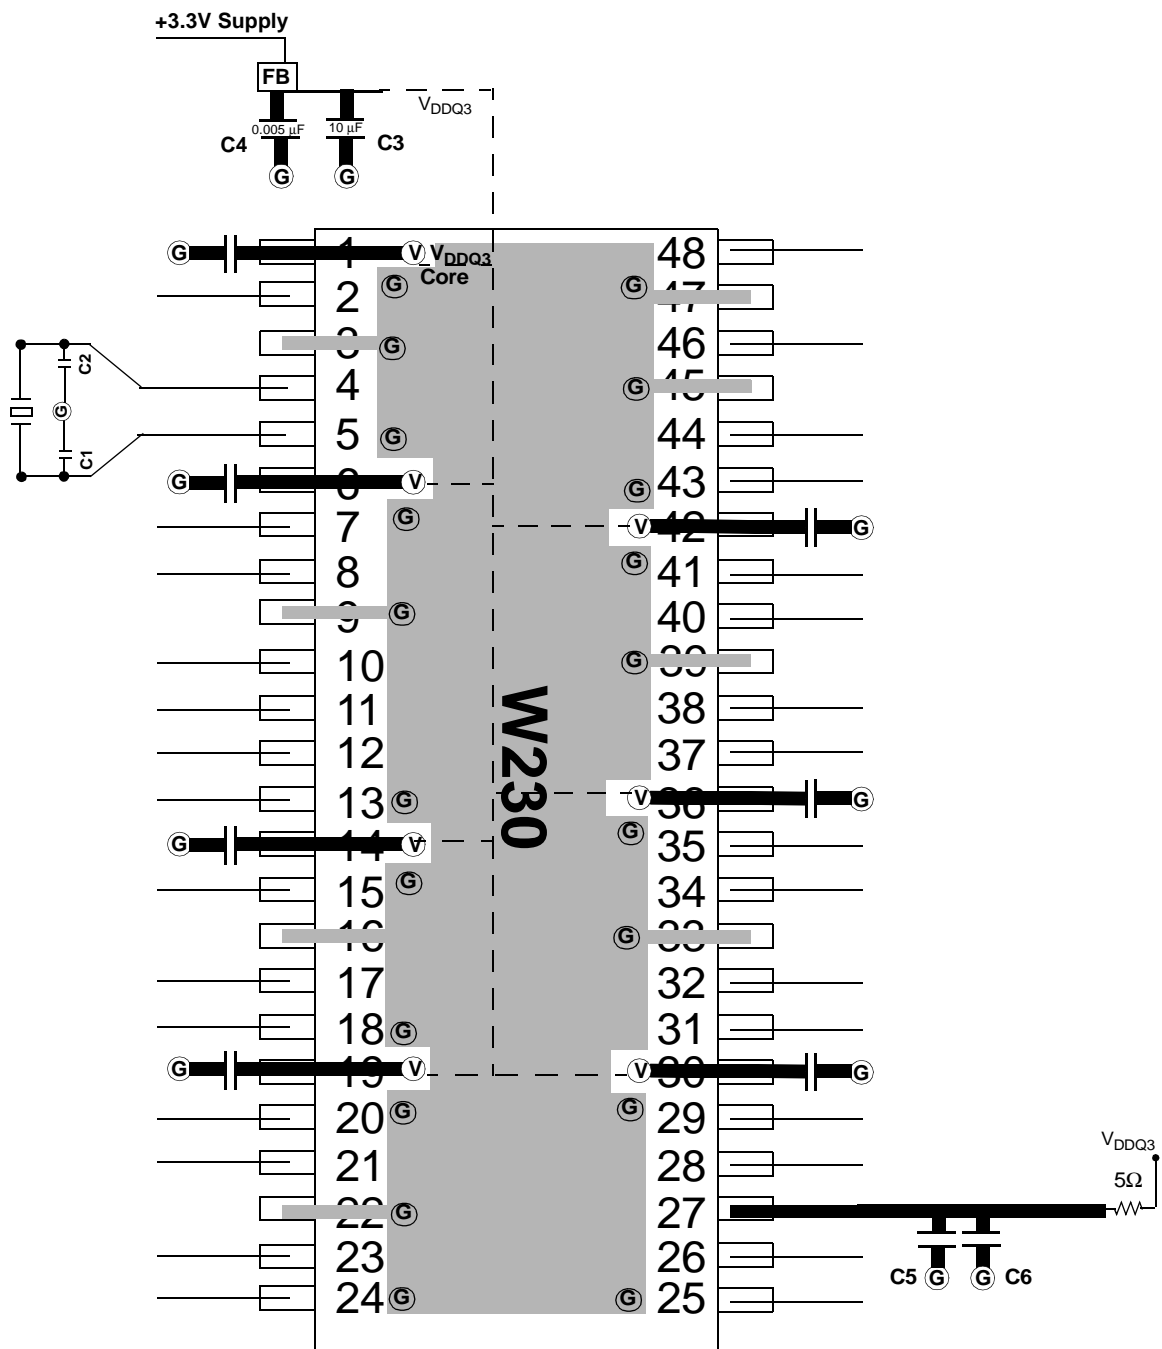 +3.3V Supply
FB
VDDQ3
0.005 µF
10 µF
C4
C3
G
G
G
1
V
VDDQ3
Core
48
2
G
G
47
3
G
46
C2
4
G
45
G
5
G
44
C1
G
6
V
G
43
7
G
V
42
G
8
G
41
9
G
40
10
G
39
11
38
12
37
W230
13
G
V
36
G
G
14
V
G
35
15
G
34
16
G
33
17
32
18
G
31
G
19
V
V
30
G
20
G
G
29
21
28
VDDQ3
5Ω
22
G
27
23
26
C5
G
G
C6
24
G
G
25